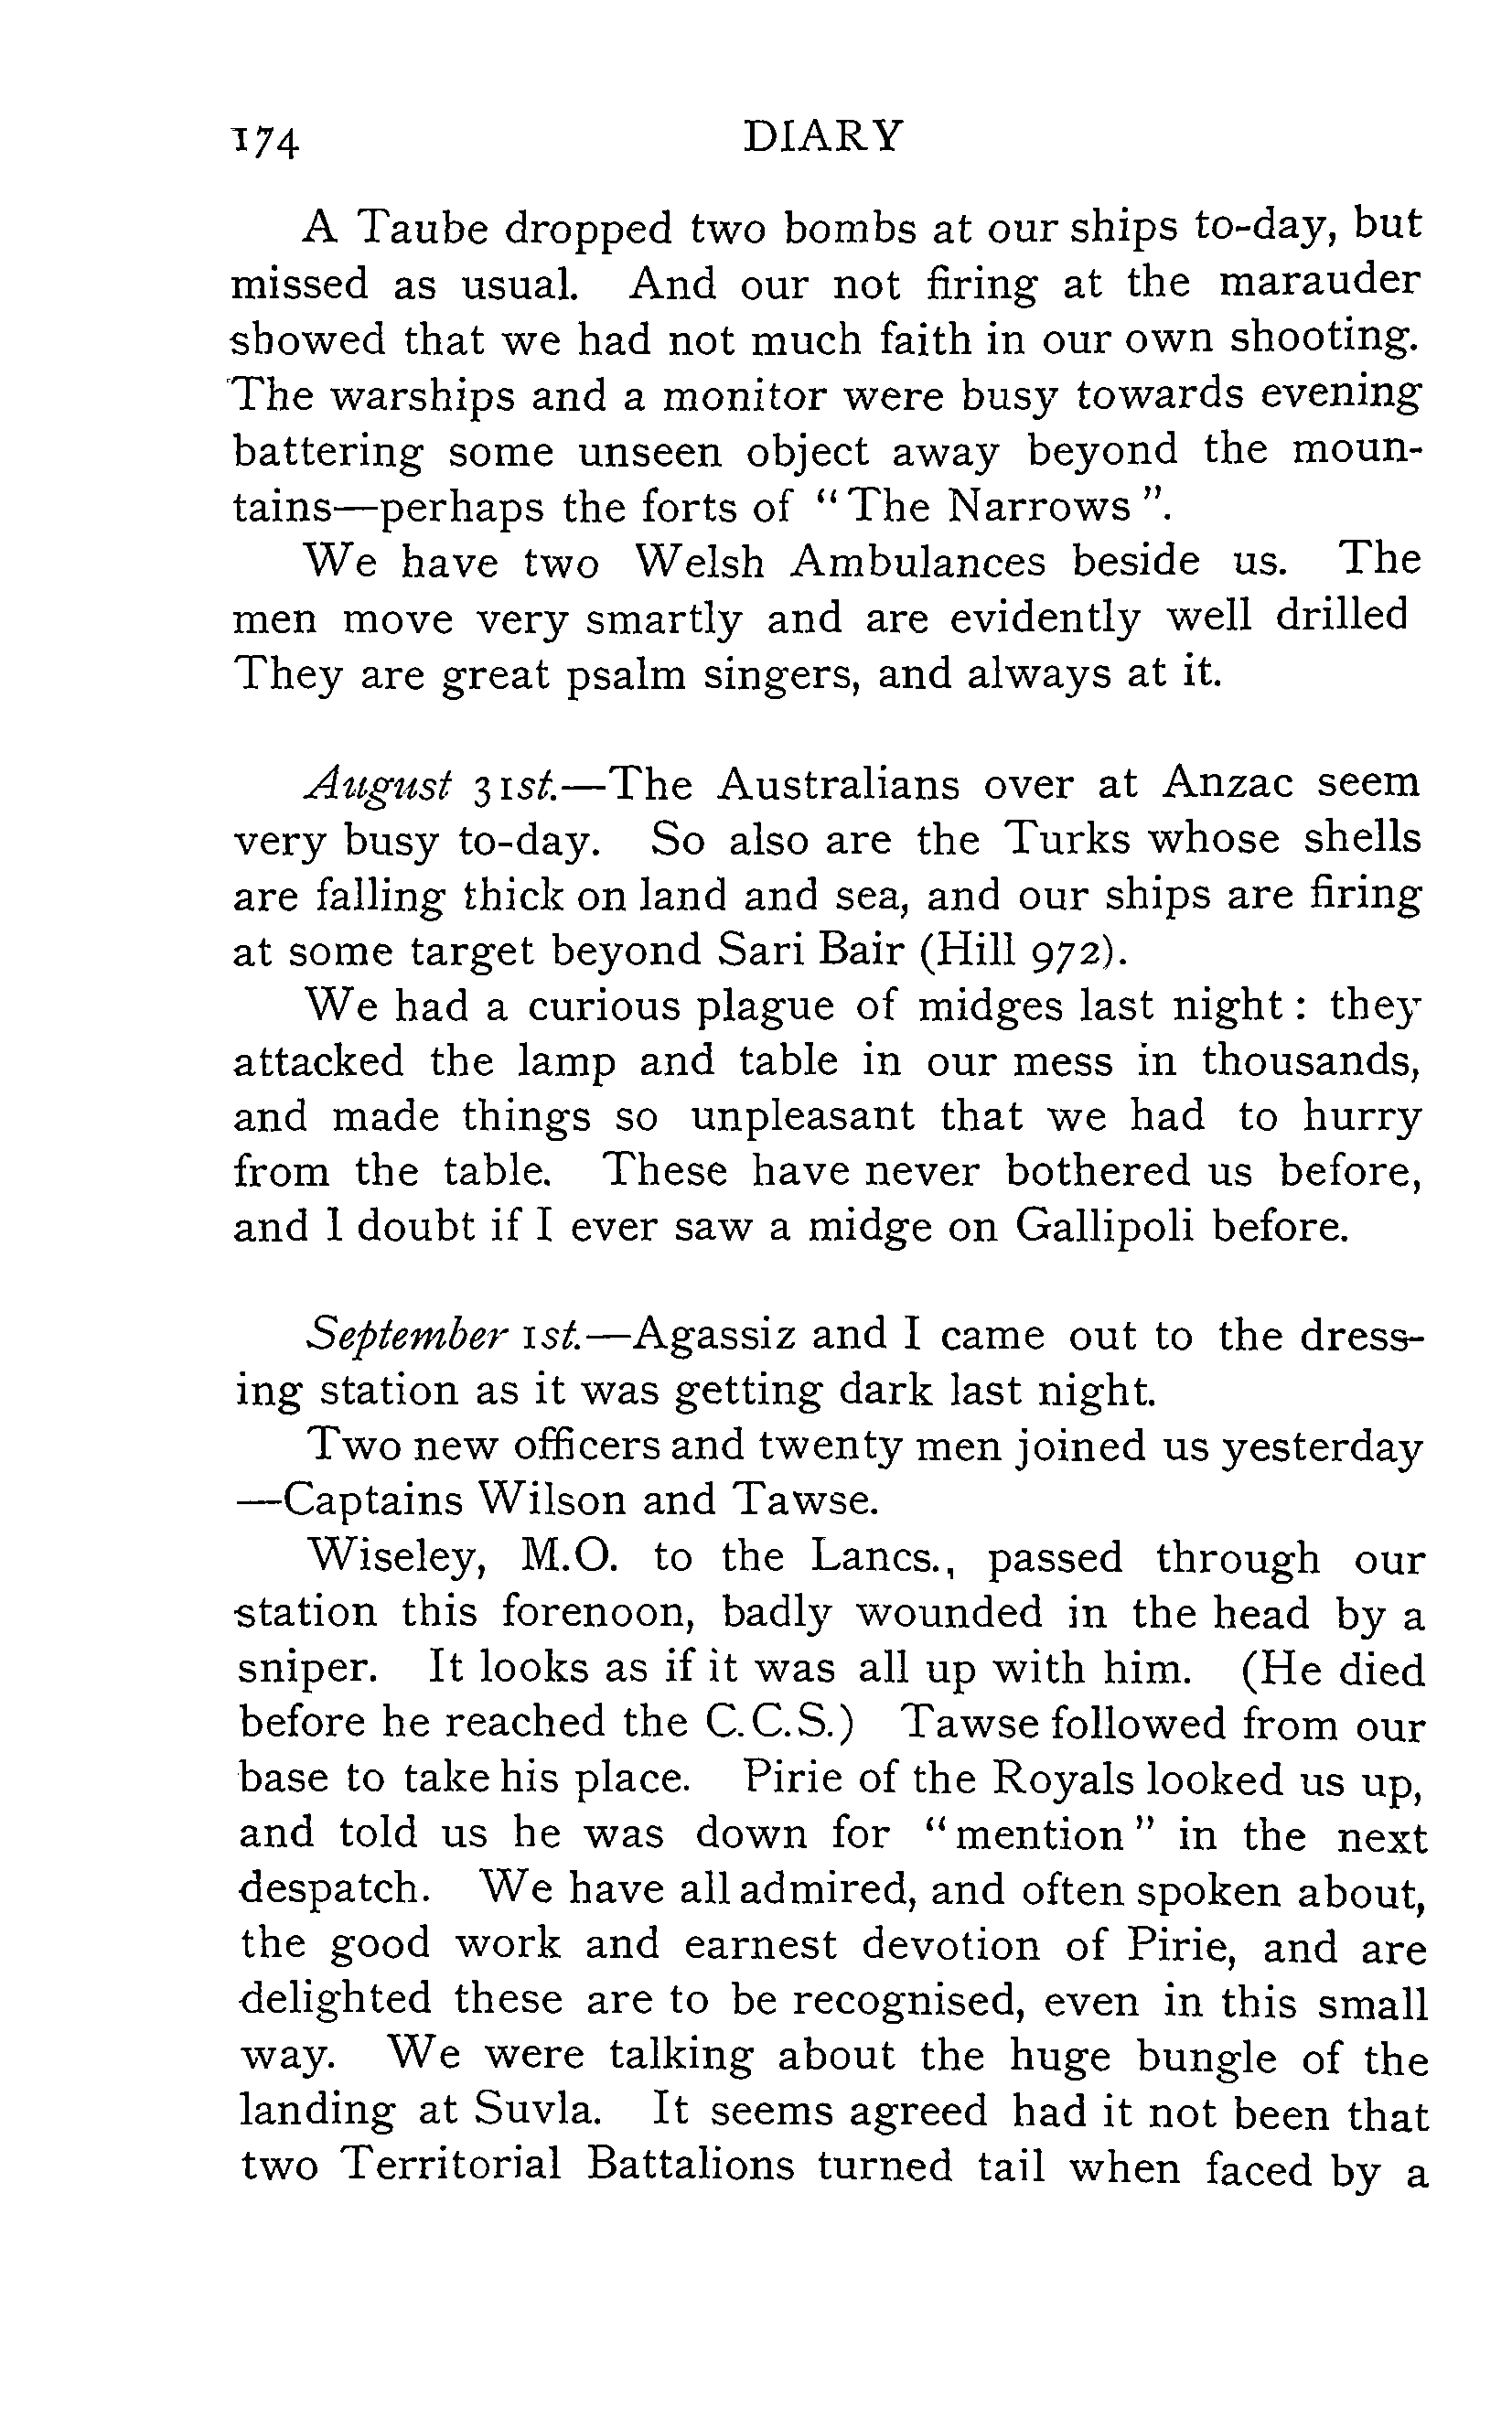 174 DIARY
A Taube dropped two bombs at our ships to-day, but
missed as usual. And our not firing at the marauder
showed that we had not much faith in our own shooting.
The warships and a monitor were busy towards evening
battering some unseen object away beyond the moun-
tains—perhaps the forts of "The Narrows".
We have two Welsh Ambulances beside us. The
men move very smartly and are evidently well drilled
They are great psalm singers, and always at it.
August 31st.—The Australians over at Anzac seem
very busy to-day. So also are the Turks whose shells
are falling thick on land and sea, and our ships are firing
at some target beyond Sari Bair (Hill 972).
We had a curious plague of midges last night: they
attacked the lamp and table in our mess in thousands,
and made things so unpleasant that we had to hurry
from the table. These have never bothered us before,
and I doubt if I ever saw a midge on Gallipoli before.
September 1st.—Agassiz and I came out to the dress-
ing station as it was getting dark last night.
Two new officers and twenty men joined us yesterday
—Captains Wilson and Tawse.
Wiseley, M.O. to the Lancs., passed through our
station this forenoon, badly wounded in the head by a
sniper. It looks as if it was all up with him. (He died
before he reached the C.C.S.) Tawse followed from our
base to take his place. Pirie of the Royals looked us up,
and told us he was down for "mention" in the next
despatch. We have all admired, and often spoken about,
the good work and earnest devotion of Pirie, and are
delighted these are to be recognised, even in this small
way. We were talking about the huge bungle of the
landing at Suvla. It seems agreed had it not been that
two Territorial Battalions turned tail when faced by a